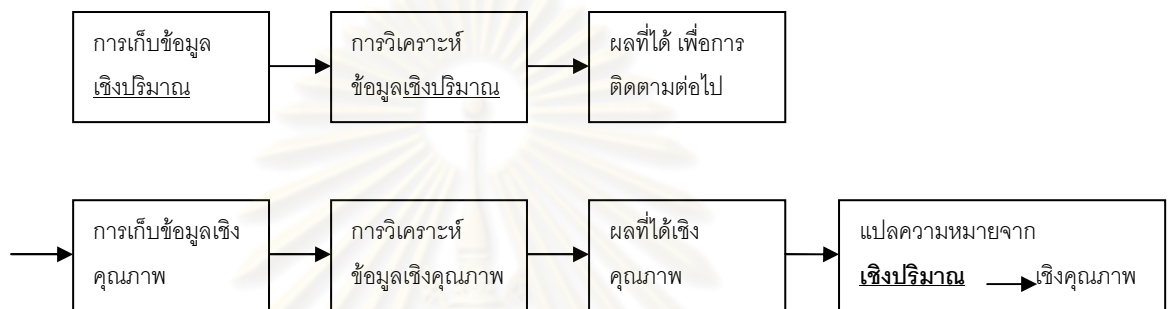 การเก็บข้อมูล
เชิงปริมาณ
การวิเคราะห์
ข้อมูลเชิงปริมาณ
ผลที่ได้ เพื่อการ
ติดตามต่อไป
การเก็บข้อมูลเชิง
คุณภาพ
การวิเคราะห์
ข้อมูลเชิงคุณภาพ
ผลที่ได้เชิง
คุณภาพ
แปลความหมายจาก
เชิงปริมาณ เชิงคุณภาพ